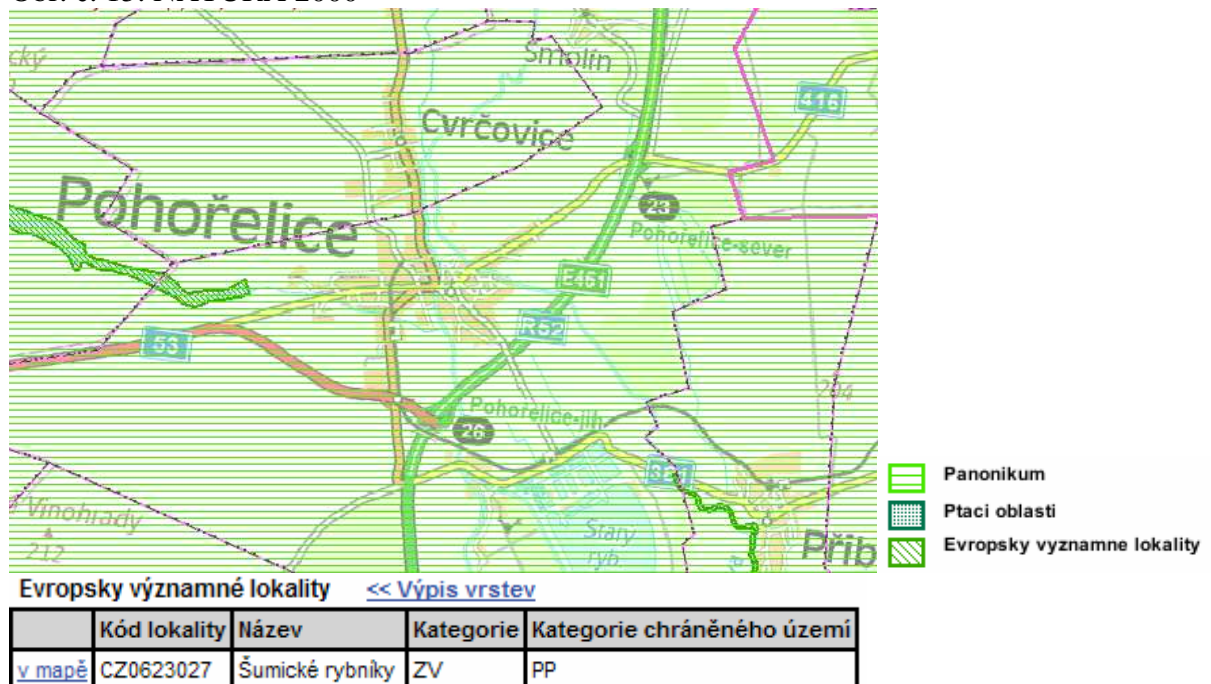 Smolín
416
Cvrčovice
Pohořelice
23
Pohořelice-sever
E461
R52
53
204
Pohořelice-jih
26
Vinohrady
212
Starý
ryb.
Přib
Panonikum
Ptaci oblasti
Evropsky vyznamne lokality
Evropsky významné lokality << Výpis vrstev
Kód lokality Název Kategorie Kategorie chráněného území
v mapě CZ0623027 Šumické rybníky ZV PP